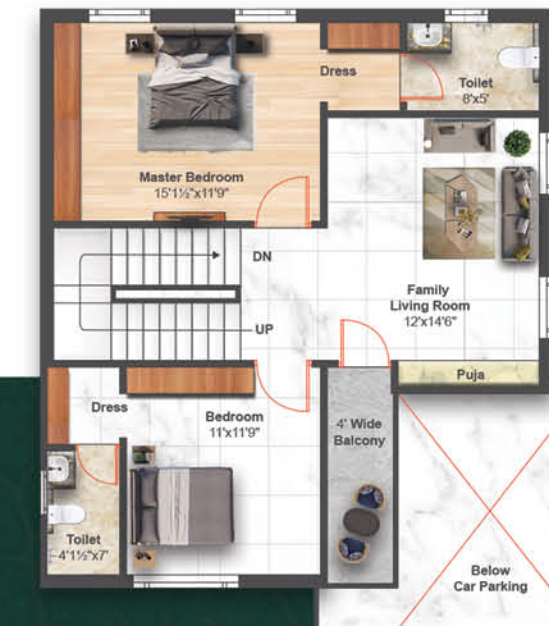 Dress
Toilet
8'x5'
Master Bedroom
15'1½"x11'9"
DN
Family
Living Room
12'x14'6"
UP
Puja
Dress
Bedroom
11'x11'9"
4' Wide
Balcony
Toilet
4'1½"x7'
Below
Car Parking